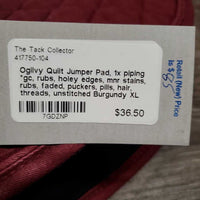 The Tack Collector
417750-104
Ogilvy Quilt Jumper Pad, 1x piping
*gc, rubs, holey edges, mnr stains,
rubs, faded, puckers, pills, hair,
threads, unstitched Burgundy XL
7GDZNP
$36.50
Retail (New) Price
is $85